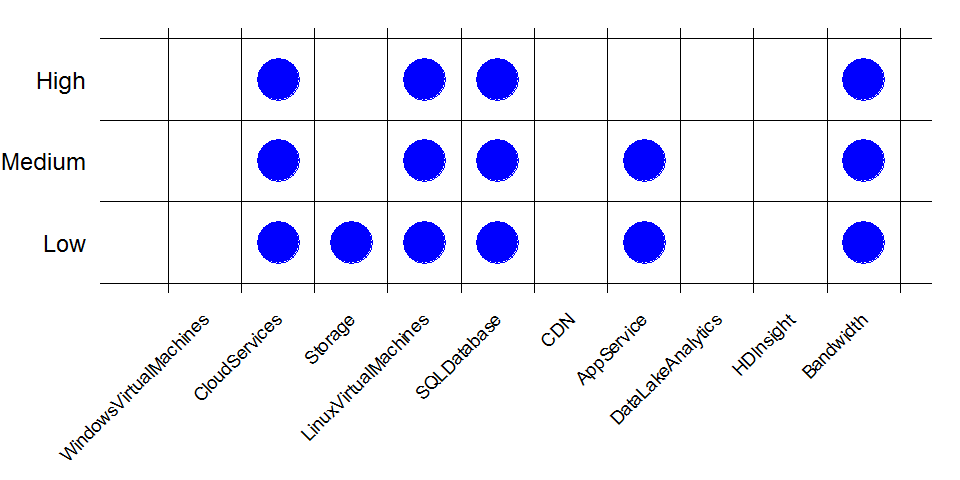 High
Medium
Low
WindowsVirtualMachines
CloudServices
Storage
LinuxVirtualMachines
SQLDatabase
CDN
AppService
DataLakeAnalytics
HDInsight
Bandwidth